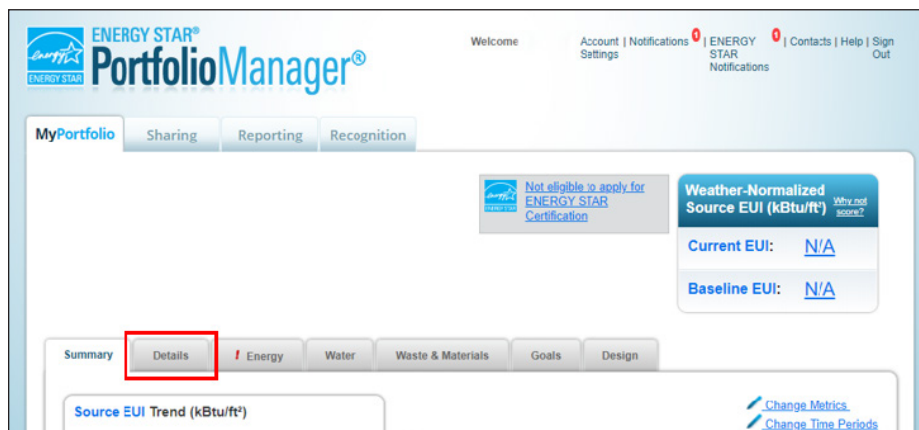 ENERGY STAR®
PortfolioManager®
energy
ENERGY STAR
Welcome
Account | Notifications 1 | ENERGY 1 | Contacts | Help | Sign
Settings STAR Out
Notifications
MyPortfolio Sharing Reporting Recognition
Not eligible to apply for
ENERGY STAR
Certification
Weather-Normalized
Source EUI (kBtu/ft²) Why not
score?
Current EUI: N/A
Baseline EUI: N/A
Summary Details ! Energy Water Waste & Materials Goals Design
Source EUI Trend (kBtu/ft²)
Change Metrics
Change Time Periods